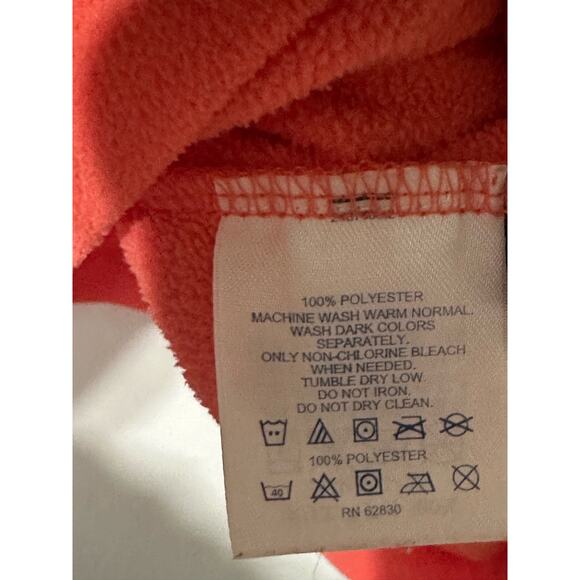 100% POLYESTER
MACHINE WASH WARM NORMAL.
WASH DARK COLORS
SEPARATELY.
ONLY NON-CHLORINE BLEACH
WHEN NEEDED.
TUMBLE DRY LOW.
DO NOT IRON.
DO NOT DRY CLEAN.
100% POLYESTER
40
RN 62830